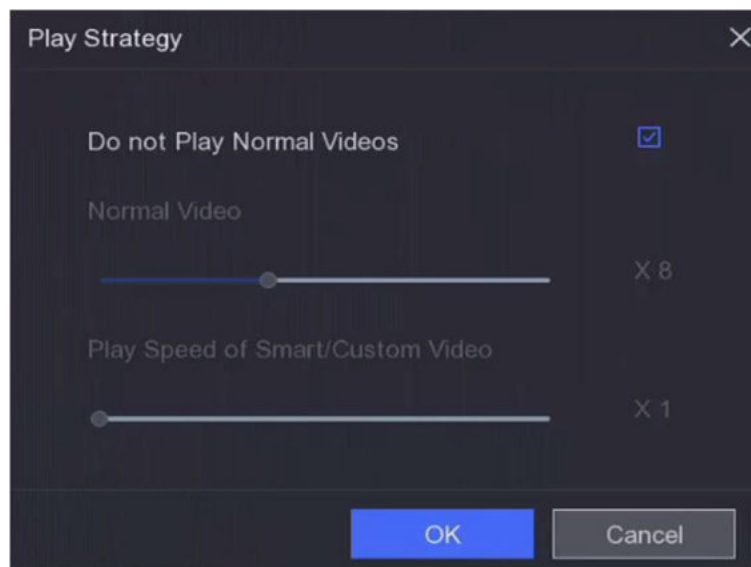 Play Strategy
Do not Play Normal Videos
Normal Video
X 8
Play Speed of Smart/Custom Video
X 1
OK
Cancel